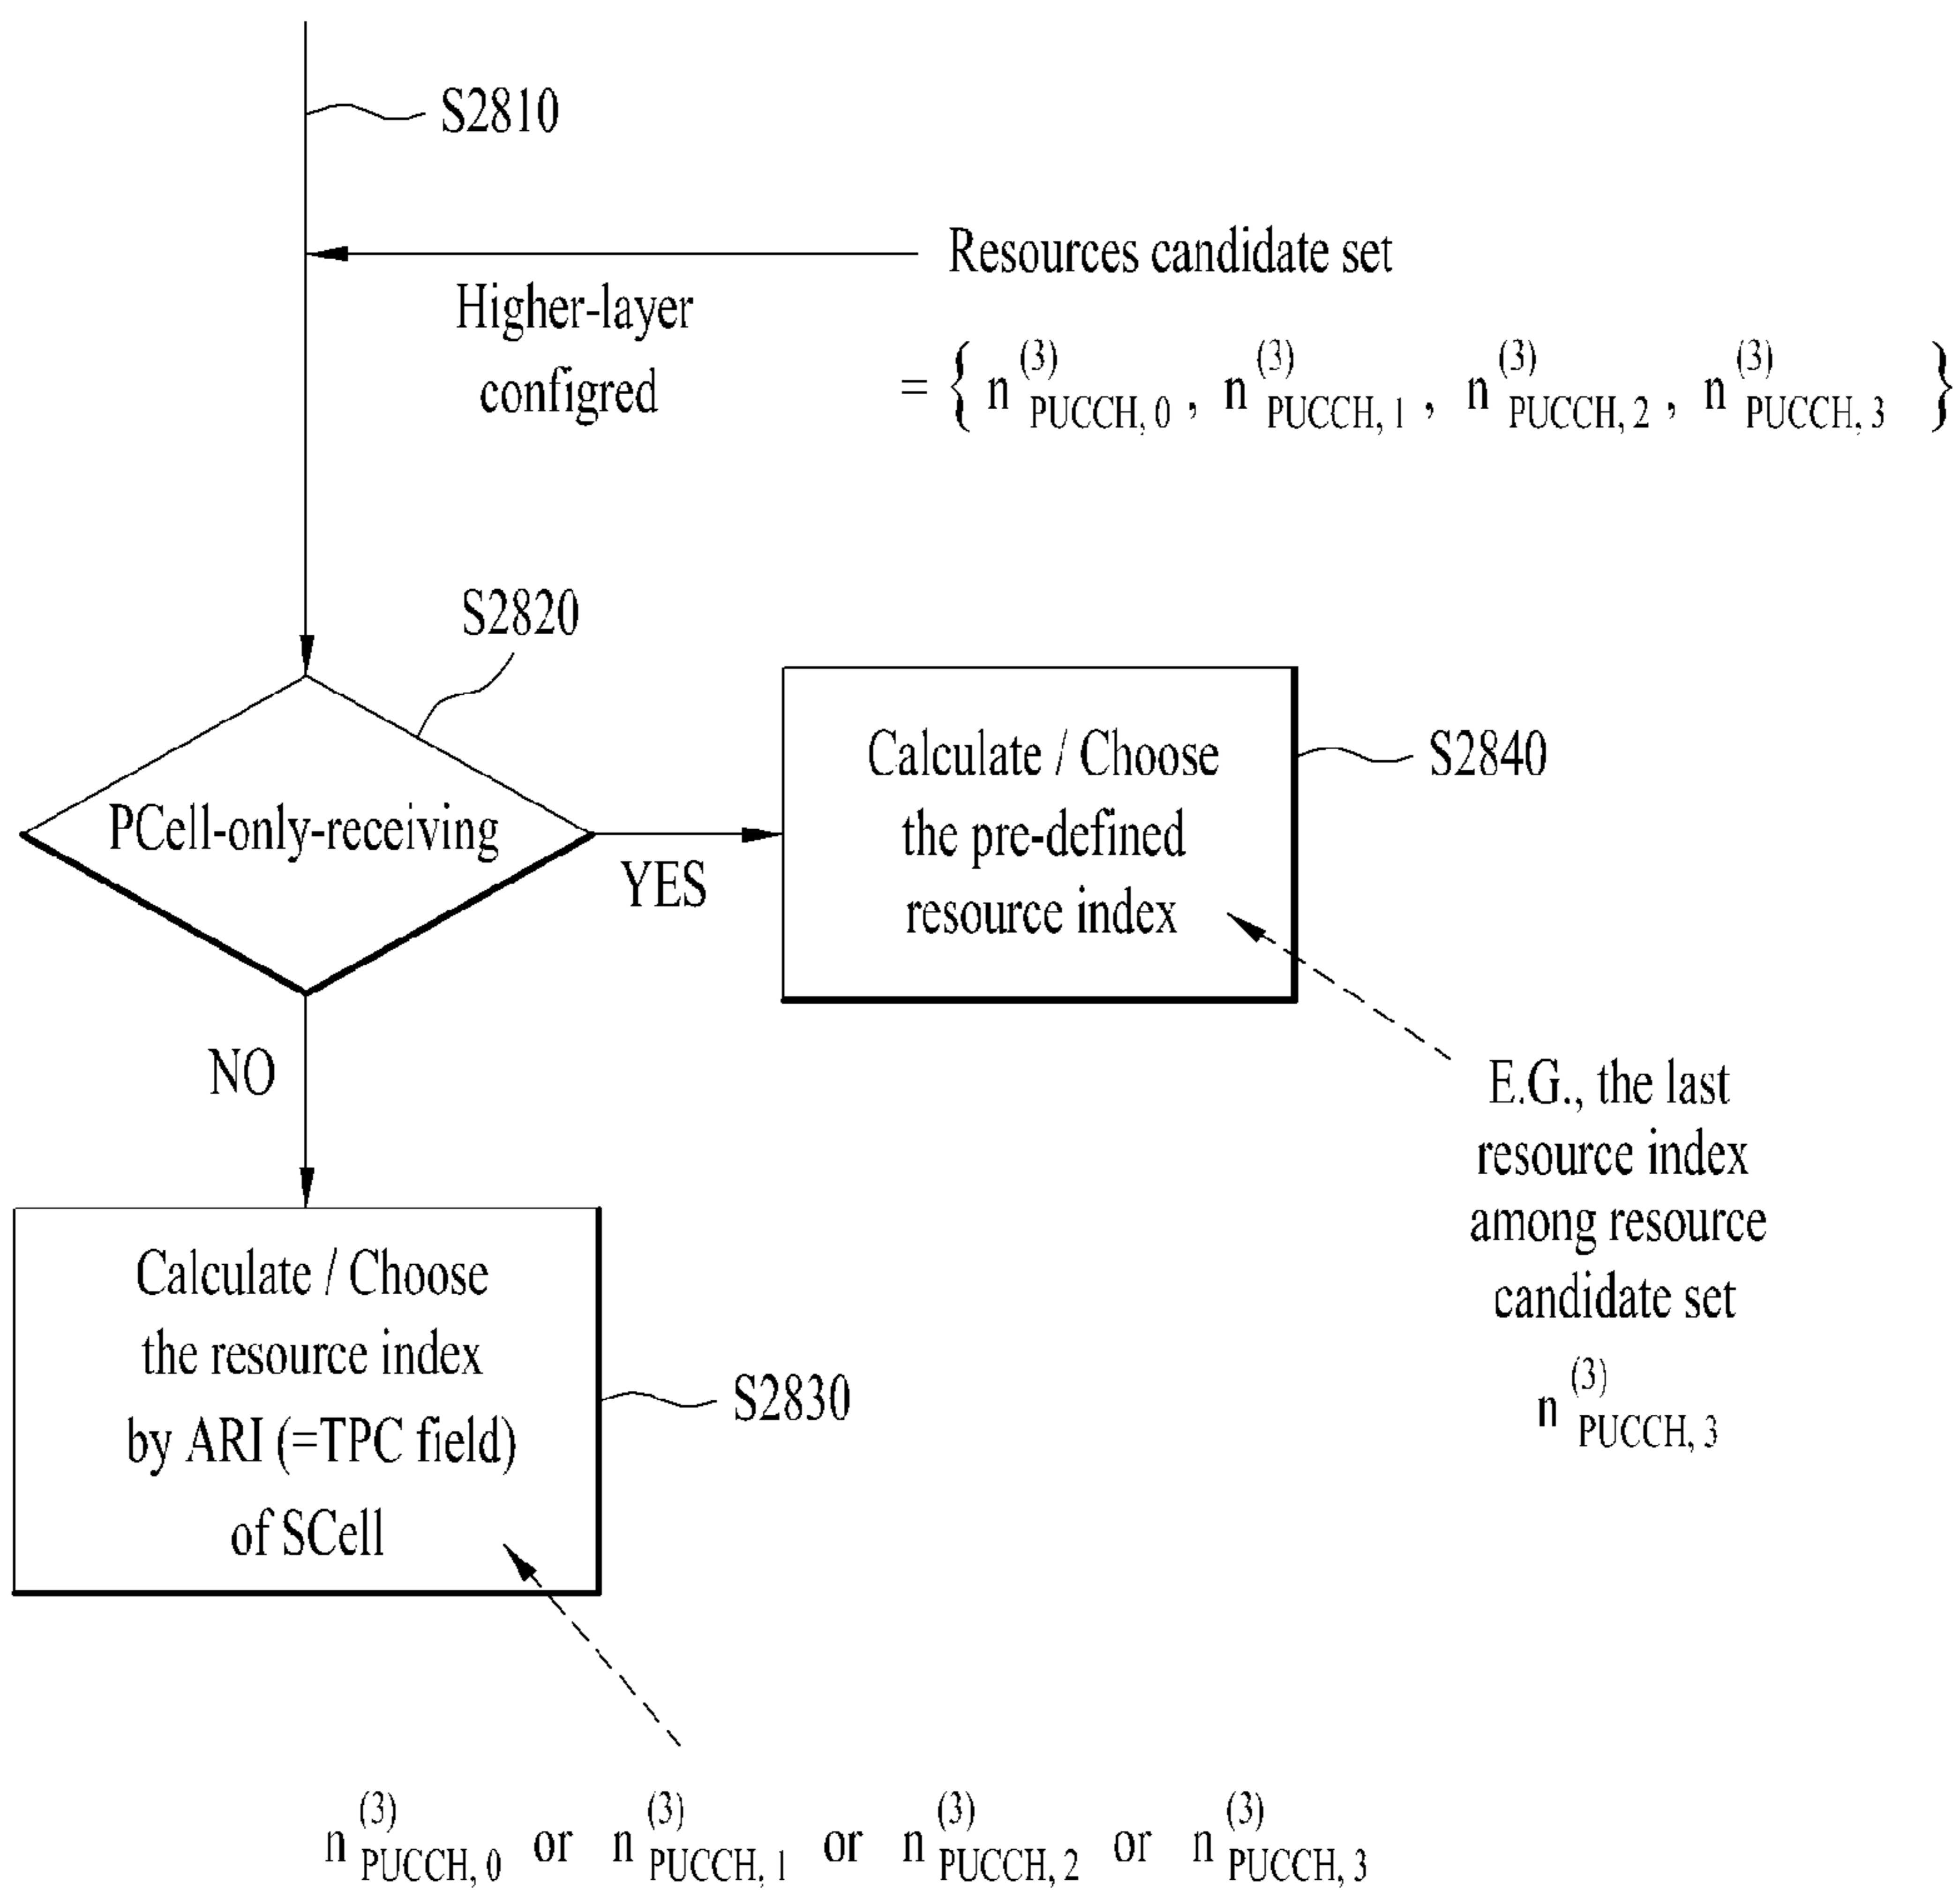 S2810
Resources candidate set
Higher-layer
configred
= { n^{(3)}_{PUCCH, 0} , n^{(3)}_{PUCCH, 1} , n^{(3)}_{PUCCH, 2} , n^{(3)}_{PUCCH, 3} }
S2820
PCell-only-receiving
YES
NO
Calculate / Choose
the pre-defined
resource index
S2840
E.G., the last
resource index
among resource
candidate set
n^{(3)}_{PUCCH, 3}
Calculate / Choose
the resource index
by ARI (=TPC field)
of SCell
S2830
n^{(3)}_{PUCCH, 0} or n^{(3)}_{PUCCH, 1} or n^{(3)}_{PUCCH, 2} or n^{(3)}_{PUCCH, 3}